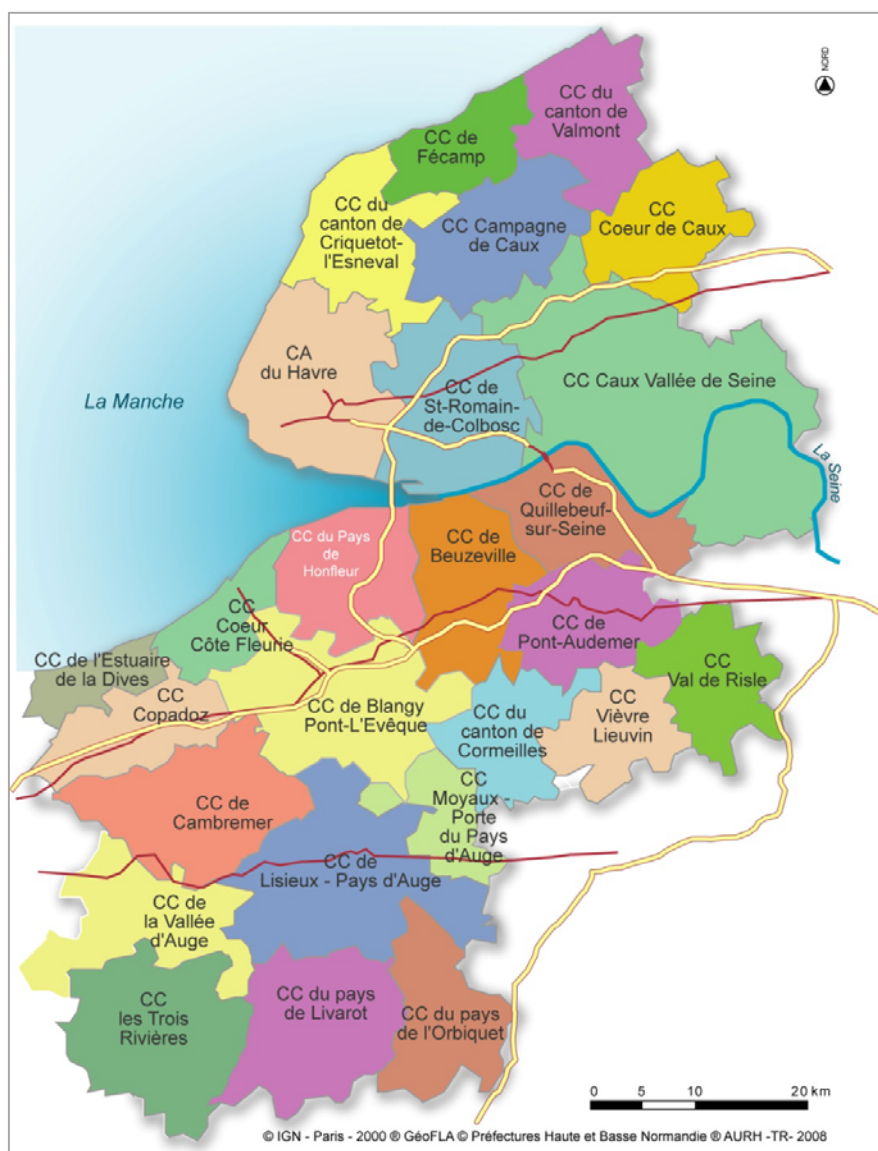 NORD
CC du
canton de
Valmont
CC de
Fécamp
CC du
canton de
Criquetot-
l'Esneval
CC Campagne
de Caux
CC
Coeur de Caux
CA
du Havre
La Manche
CC de
St-Romain-
de-Colbosc
CC Caux Vallée de Seine
La Seine
CC de
Quillebeuf-
sur-Seine
CC du Pays
de
Honfleur
CC de
Beuzeville
CC
Coeur
Côte Fleurie
CC de
Pont-Audemer
CC de l'Estuaire
de la Dives
CC
Val de Risle
CC
Copadoz
CC de Blangy
Pont-L'Evêque
CC du
canton de
Cormeilles
CC
Vièvre
Lieuvin
CC de
Cambremer
CC
Moyaux -
Porte
du Pays
d'Auge
CC de
Lisieux - Pays d'Auge
CC de
la Vallée
d'Auge
CC
les Trois
Rivières
CC du pays
de Livarot
CC du pays
de l'Orbiquet
0 5 10 20 km
© IGN - Paris - 2000 ® GéoFLA © Préfectures Haute et Basse Normandie ® AURH -TR- 2008